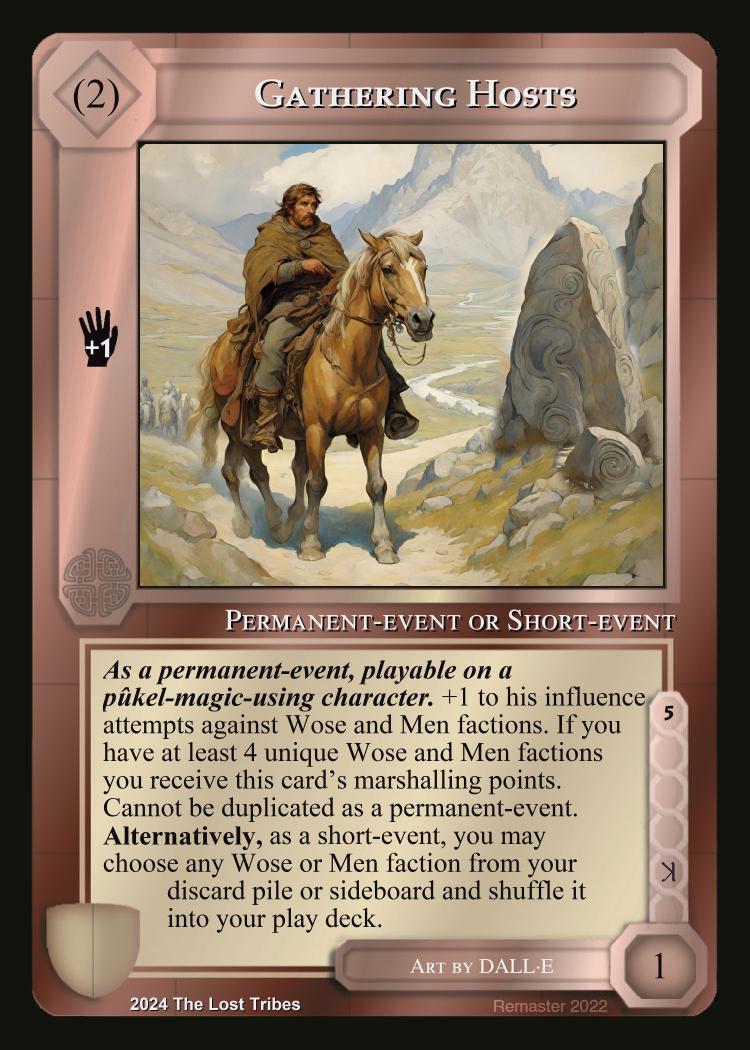 (2)
Gathering Hosts
+1
Permanent-event or Short-event
As a permanent-event, playable on a
pûkel-magic-using character. +1 to his influence
attempts against Wose and Men factions. If you
have at least 4 unique Wose and Men factions
you receive this card’s marshalling points.
Cannot be duplicated as a permanent-event.
Alternatively, as a short-event, you may
choose any Wose or Men faction from your
discard pile or sideboard and shuffle it
into your play deck.
5
Art by DALL·E
1
2024 The Lost Tribes
Remaster 2022